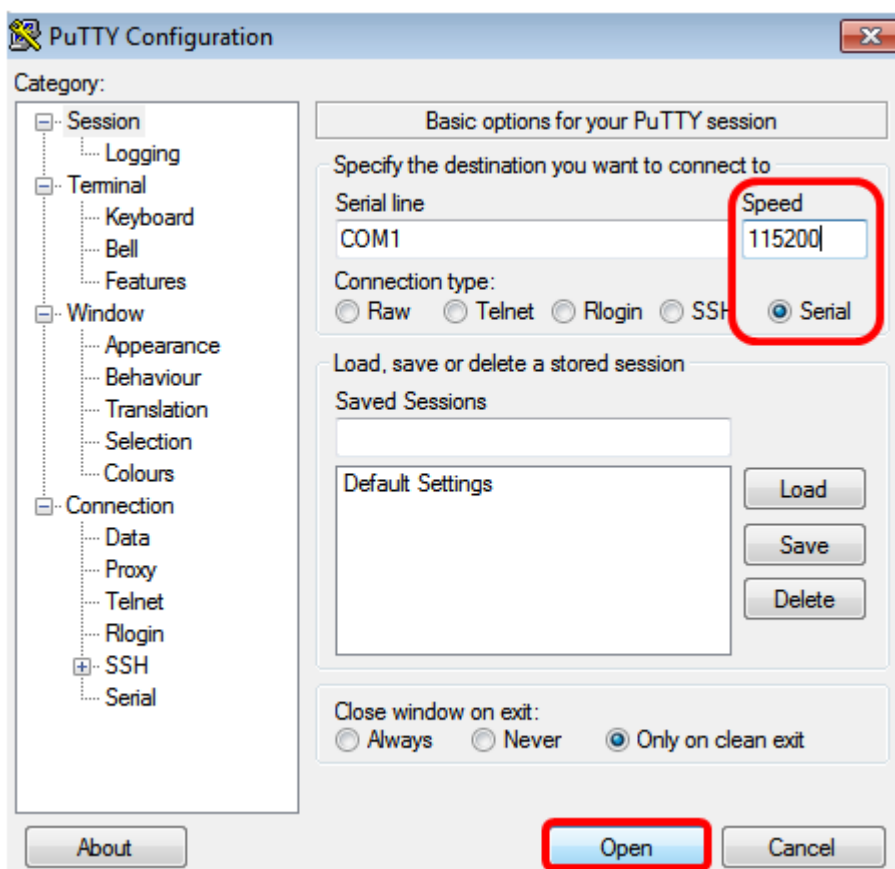 PuTTY Configuration
Category:
Session
Logging
Terminal
Keyboard
Bell
Features
Window
Appearance
Behaviour
Translation
Selection
Colours
Connection
Data
Proxy
Telnet
Rlogin
SSH
Serial
Basic options for your PuTTY session
Specify the destination you want to connect to
Serial line Speed
COM1 115200
Connection type:
Raw Telnet Rlogin SSH Serial
Load, save or delete a stored session
Saved Sessions
Default Settings
Load
Save
Delete
Close window on exit:
Always Never Only on clean exit
About Open Cancel